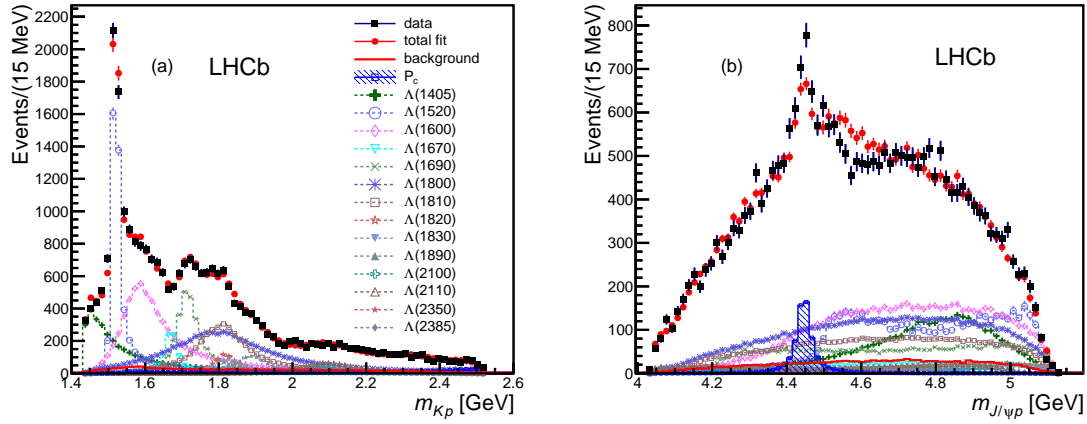 Events/(15 MeV)
2200
2000
1800
1600
1400
1200
1000
800
600
400
200
0
1.4
1.6
1.8
2
2.2
2.4
2.6
m_Kp [GeV]
(a)
LHCb
data
total fit
background
P_c
Λ(1405)
Λ(1520)
Λ(1600)
Λ(1670)
Λ(1690)
Λ(1800)
Λ(1810)
Λ(1820)
Λ(1830)
Λ(1890)
Λ(2100)
Λ(2110)
Λ(2350)
Λ(2385)
Events/(15 MeV)
800
700
600
500
400
300
200
100
0
4
4.2
4.4
4.6
4.8
5
m_J/ψp [GeV]
(b)
LHCb